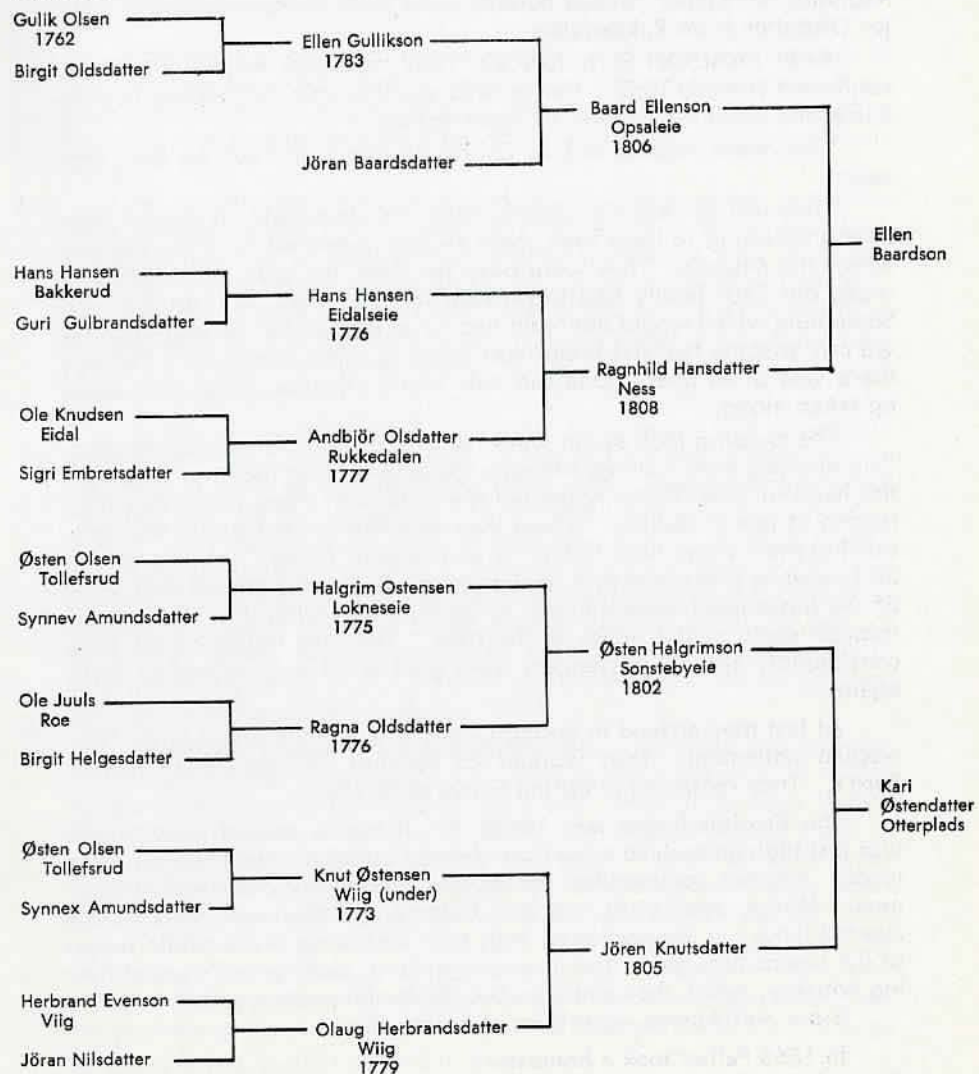 Gulik Olsen
1762
Birgit Oldsdatter
Ellen Gullikson
1783
Jöran Baardsdatter
Baard Ellenson
Opsaleie
1806
Ellen
Baardson
Hans Hansen
Bakkerud
Guri Gulbrandsdatter
Hans Hansen
Eidalseie
1776
Ragnhild Hansdatter
Ness
1808
Ole Knudsen
Eidal
Sigri Embretsdatter
Andbjör Olsdatter
Rukkedalen
1777
Østen Olsen
Tollefsrud
Synnev Amundsdatter
Halgrim Ostensen
Lokneseie
1775
Østen Halgrimson
Sonstebyeie
1802
Ole Juuls
Roe
Birgit Helgesdatter
Ragna Oldsdatter
1776
Kari
Østendatter
Otterplads
Østen Olsen
Tollefsrud
Synnex Amundsdatter
Knut Østensen
Wiig (under)
1773
Jören Knutsdatter
1805
Herbrand Evenson
Viig
Jöran Nilsdatter
Olaug Herbrandsdatter
Wiig
1779